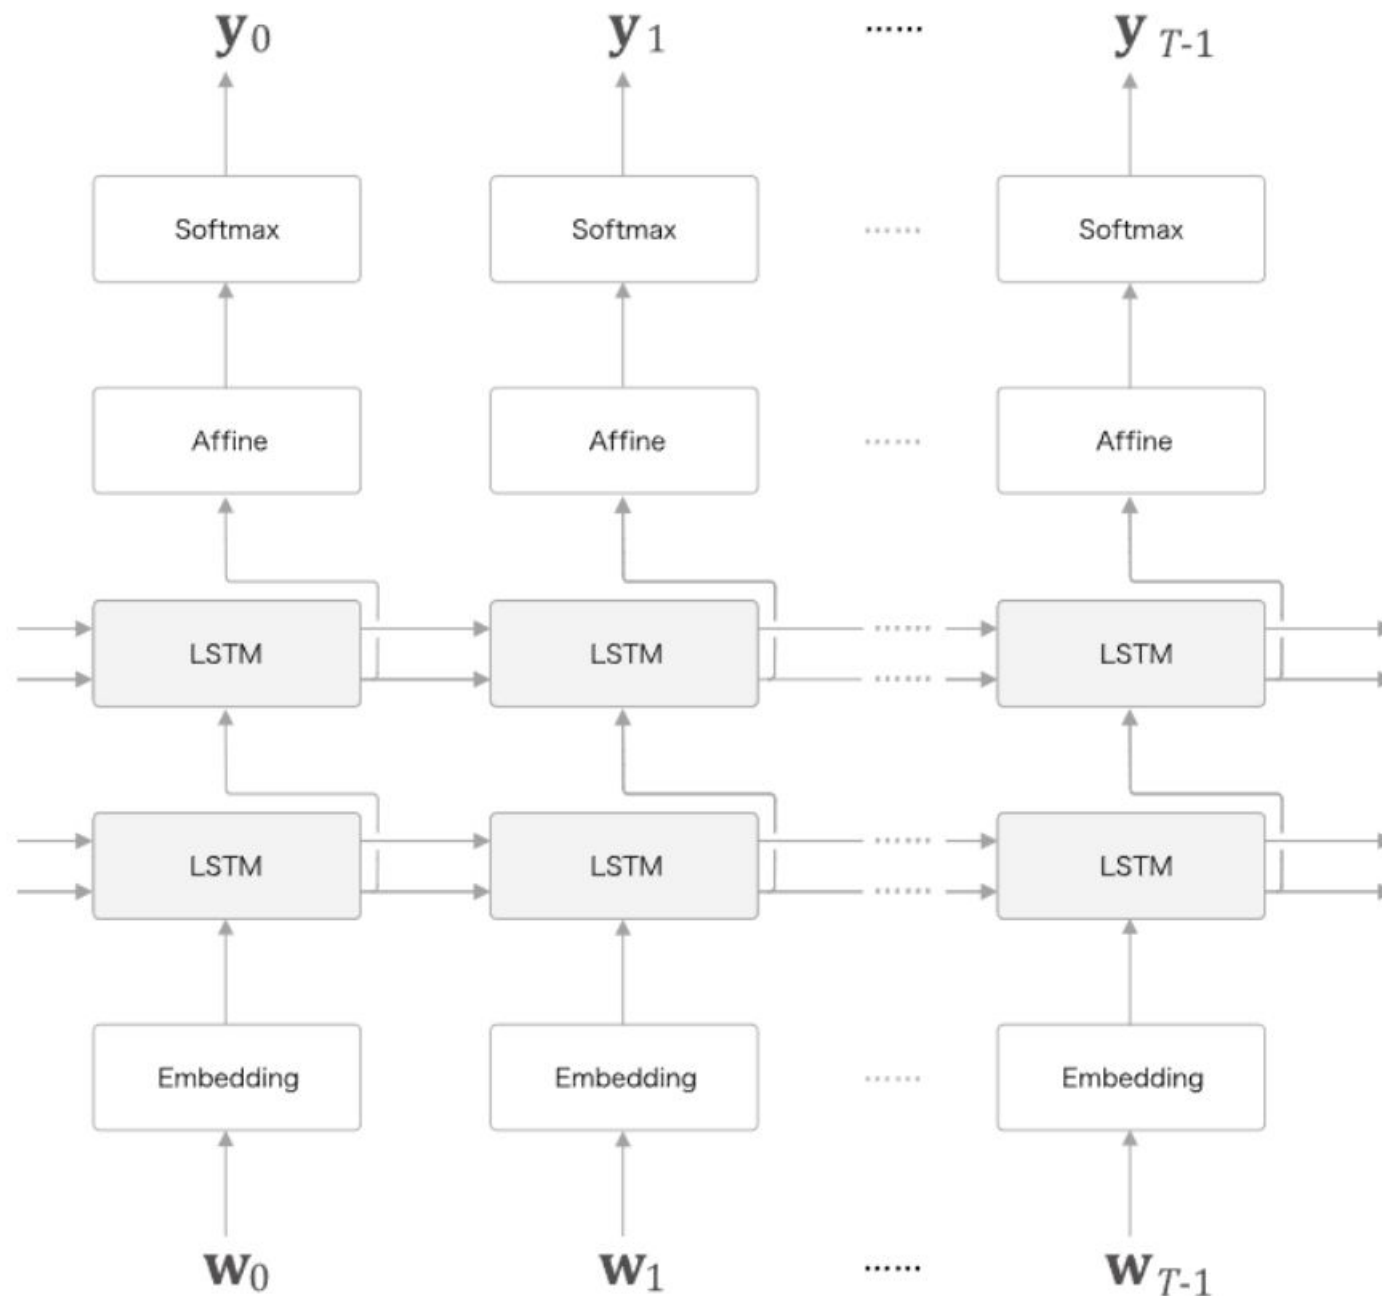 y0 y1 ...... yT-1
Softmax Softmax ...... Softmax
Affine Affine ...... Affine
LSTM LSTM ...... LSTM
LSTM LSTM ...... LSTM
Embedding Embedding ...... Embedding
w0 w1 ...... wT-1